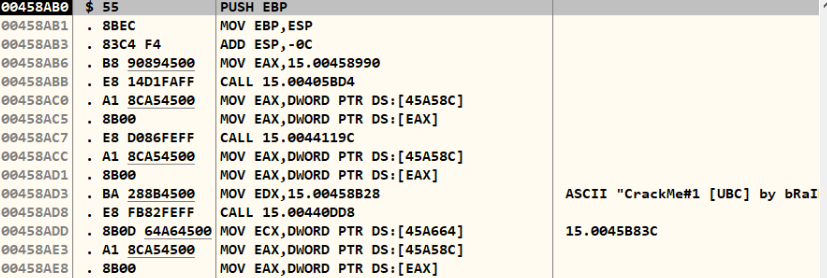 00458AB0 $ 55 PUSH EBP
00458AB1 . 8BEC MOV EBP,ESP
00458AB3 . 83C4 F4 ADD ESP,-0C
00458AB6 . B8 90894500 MOV EAX,15.00458990
00458ABB . E8 14D1FAFF CALL 15.00405BD4
00458AC0 . A1 8CA54500 MOV EAX,DWORD PTR DS:[45A58C]
00458AC5 . 8B00 MOV EAX,DWORD PTR DS:[EAX]
00458AC7 . E8 D086FEFF CALL 15.0044119C
00458ACC . A1 8CA54500 MOV EAX,DWORD PTR DS:[45A58C]
00458AD1 . 8B00 MOV EAX,DWORD PTR DS:[EAX]
00458AD3 . BA 288B4500 MOV EDX,15.00458B28 ASCII "CrackMe#1 [UBC] by bRaI
00458AD8 . E8 FB82FEFF CALL 15.00440DD8
00458ADD . 8B0D 64A64500 MOV ECX,DWORD PTR DS:[45A664] 15.0045B83C
00458AE3 . A1 8CA54500 MOV EAX,DWORD PTR DS:[45A58C]
00458AE8 . 8B00 MOV EAX,DWORD PTR DS:[EAX]